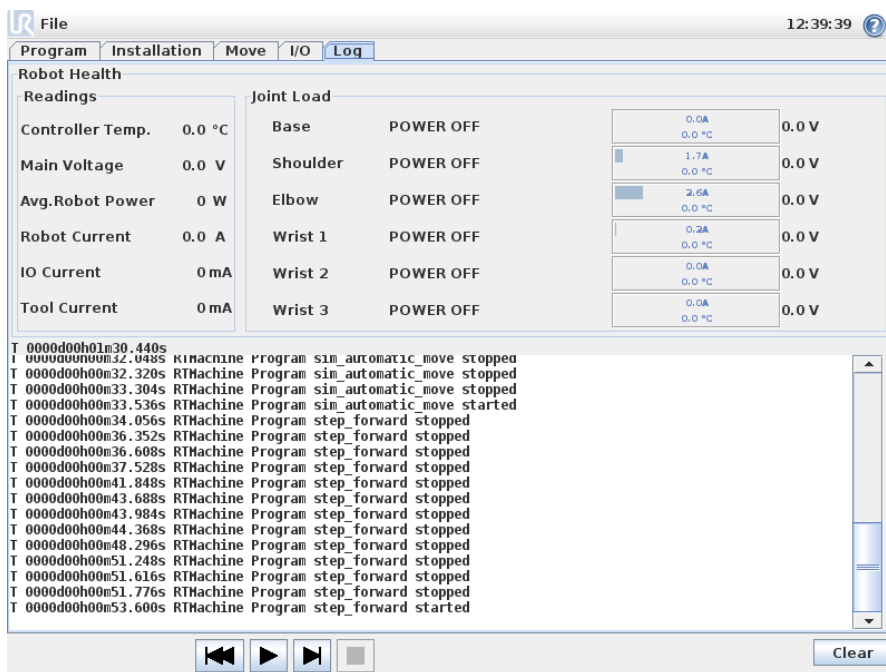 UR File 12:39:39 ?
Program Installation Move I/O Log
Robot Health
Readings Joint Load
Controller Temp. 0.0 °C Base POWER OFF 0.0A 0.0 °C 0.0 V
Main Voltage 0.0 V Shoulder POWER OFF 1.7A 0.0 °C 0.0 V
Avg.Robot Power 0 W Elbow POWER OFF 2.6A 0.0 °C 0.0 V
Robot Current 0.0 A Wrist 1 POWER OFF 0.2A 0.0 °C 0.0 V
IO Current 0 mA Wrist 2 POWER OFF 0.0A 0.0 °C 0.0 V
Tool Current 0 mA Wrist 3 POWER OFF 0.0A 0.0 °C 0.0 V
T 0000d00h01m30.440s
T 0000d00h00m32.048s RTMachine Program sim_automatic_move stopped
T 0000d00h00m32.320s RTMachine Program sim_automatic_move stopped
T 0000d00h00m33.304s RTMachine Program sim_automatic_move stopped
T 0000d00h00m33.536s RTMachine Program sim_automatic_move started
T 0000d00h00m34.056s RTMachine Program step_forward stopped
T 0000d00h00m36.352s RTMachine Program step_forward stopped
T 0000d00h00m36.608s RTMachine Program step_forward stopped
T 0000d00h00m37.528s RTMachine Program step_forward stopped
T 0000d00h00m41.848s RTMachine Program step_forward stopped
T 0000d00h00m43.688s RTMachine Program step_forward stopped
T 0000d00h00m43.984s RTMachine Program step_forward stopped
T 0000d00h00m44.368s RTMachine Program step_forward stopped
T 0000d00h00m48.296s RTMachine Program step_forward stopped
T 0000d00h00m51.248s RTMachine Program step_forward stopped
T 0000d00h00m51.616s RTMachine Program step_forward stopped
T 0000d00h00m51.776s RTMachine Program step_forward stopped
T 0000d00h00m53.600s RTMachine Program step_forward started
Clear